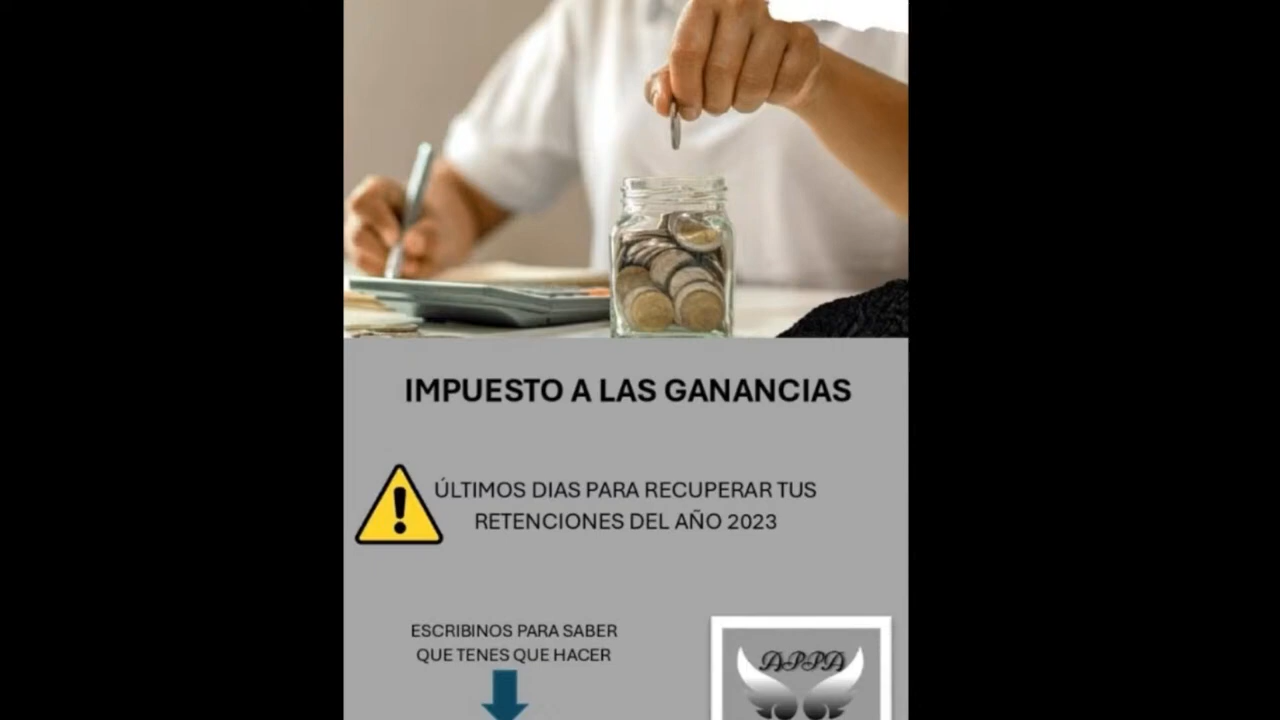 IMPUESTO A LAS GANANCIAS
ÚLTIMOS DIAS PARA RECUPERAR TUS
RETENCIONES DEL AÑO 2023
ESCRIBINOS PARA SABER
QUE TENES QUE HACER
APPA